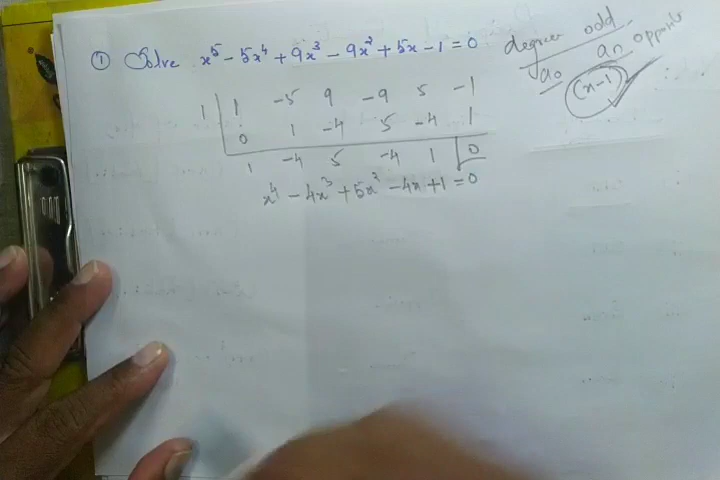 ① Solve x⁵ - 5x⁴ + 9x³ - 9x² + 5x - 1 = 0
degree odd
a₀ an opposite
(x-1)
1 | 1 -5 9 -9 5 -1
0 1 -4 5 -4 1
1 -4 5 -4 1 | 0
x⁴ - 4x³ + 5x² - 4x + 1 = 0